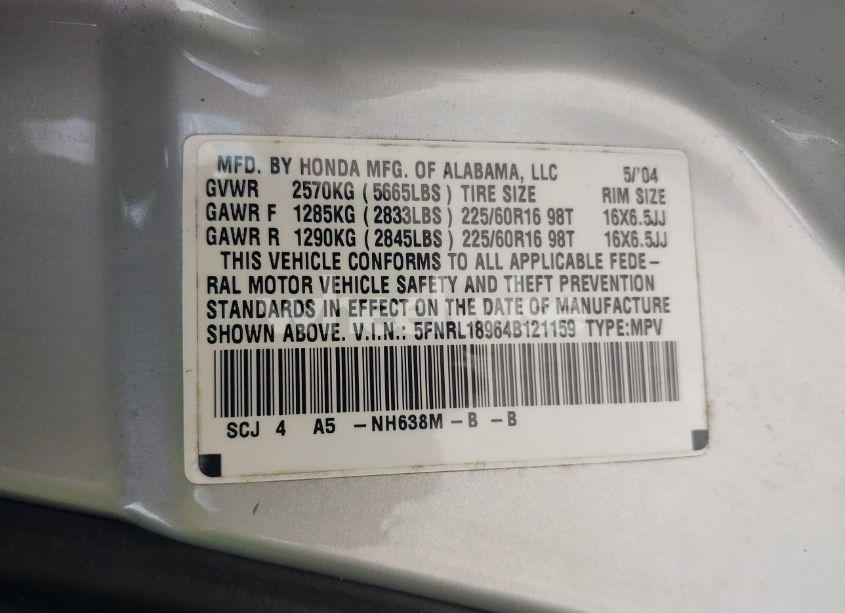 MFD. BY HONDA MFG. OF ALABAMA, LLC 5/'04
GVWR 2570KG ( 5665LBS ) TIRE SIZE RIM SIZE
GAWR F 1285KG ( 2833LBS ) 225/60R16 98T 16X6.5JJ
GAWR R 1290KG ( 2845LBS ) 225/60R16 98T 16X6.5JJ
THIS VEHICLE CONFORMS TO ALL APPLICABLE FEDE-
RAL MOTOR VEHICLE SAFETY AND THEFT PREVENTION
STANDARDS IN EFFECT ON THE DATE OF MANUFACTURE
SHOWN ABOVE. V.I.N.: 5FNRL18964B121159 TYPE:MPV
SCJ 4 A5 -NH638M -B -B